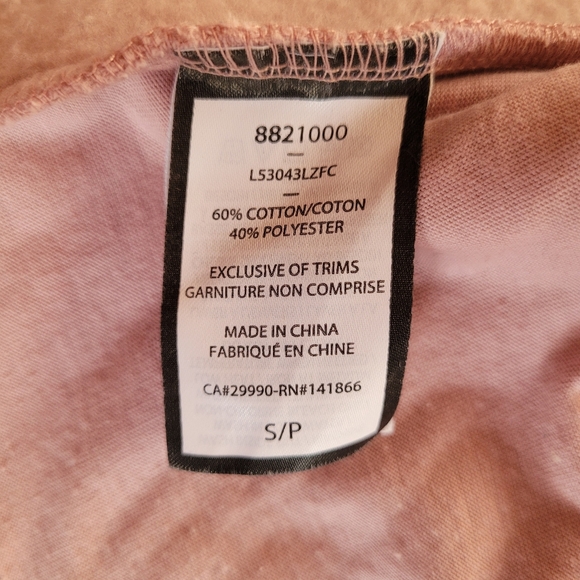 8821000
—
L53043LZFC
—
60% COTTON/COTON
40% POLYESTER
EXCLUSIVE OF TRIMS
GARNITURE NON COMPRISE
MADE IN CHINA
FABRIQUÉ EN CHINE
CA#29990-RN#141866
S/P